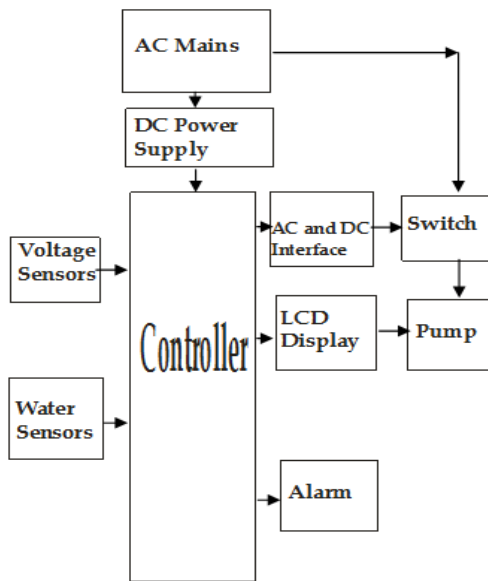 AC Mains
DC Power
Supply
Voltage
Sensors
Water
Sensors
Controller
AC and DC
Interface
Switch
LCD
Display
Pump
Alarm